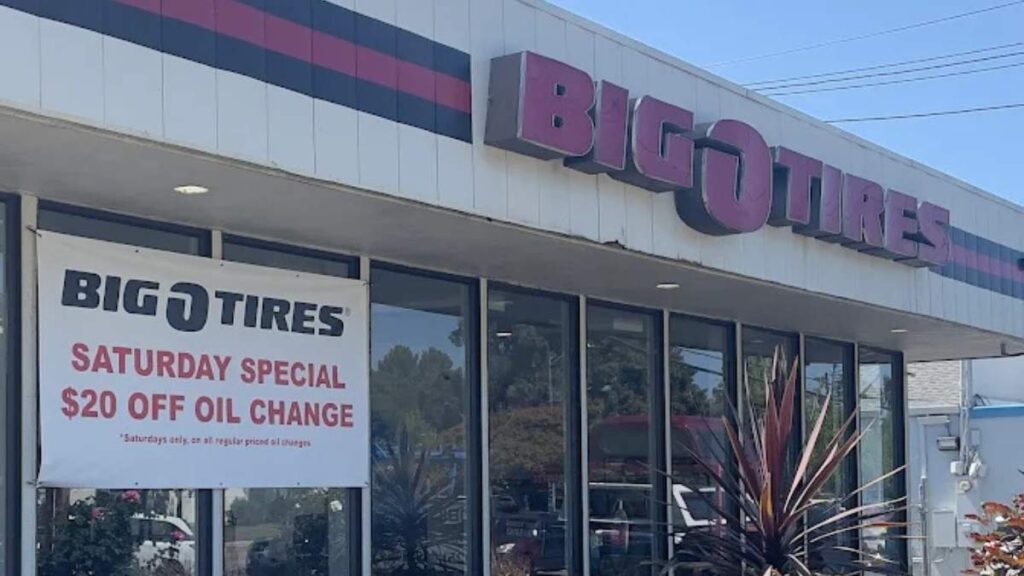 BIG O TIRES
BIG O TIRES®
SATURDAY SPECIAL
$20 OFF OIL CHANGE
*Saturdays only, on all regular priced oil changes